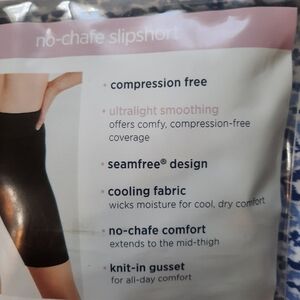 no-chafe slipshort
• compression free
• ultralight smoothing
offers comfy, compression-free
coverage
• seamfree® design
• cooling fabric
wicks moisture for cool, dry comfort
• no-chafe comfort
extends to the mid-thigh
• knit-in gusset
for all-day comfort